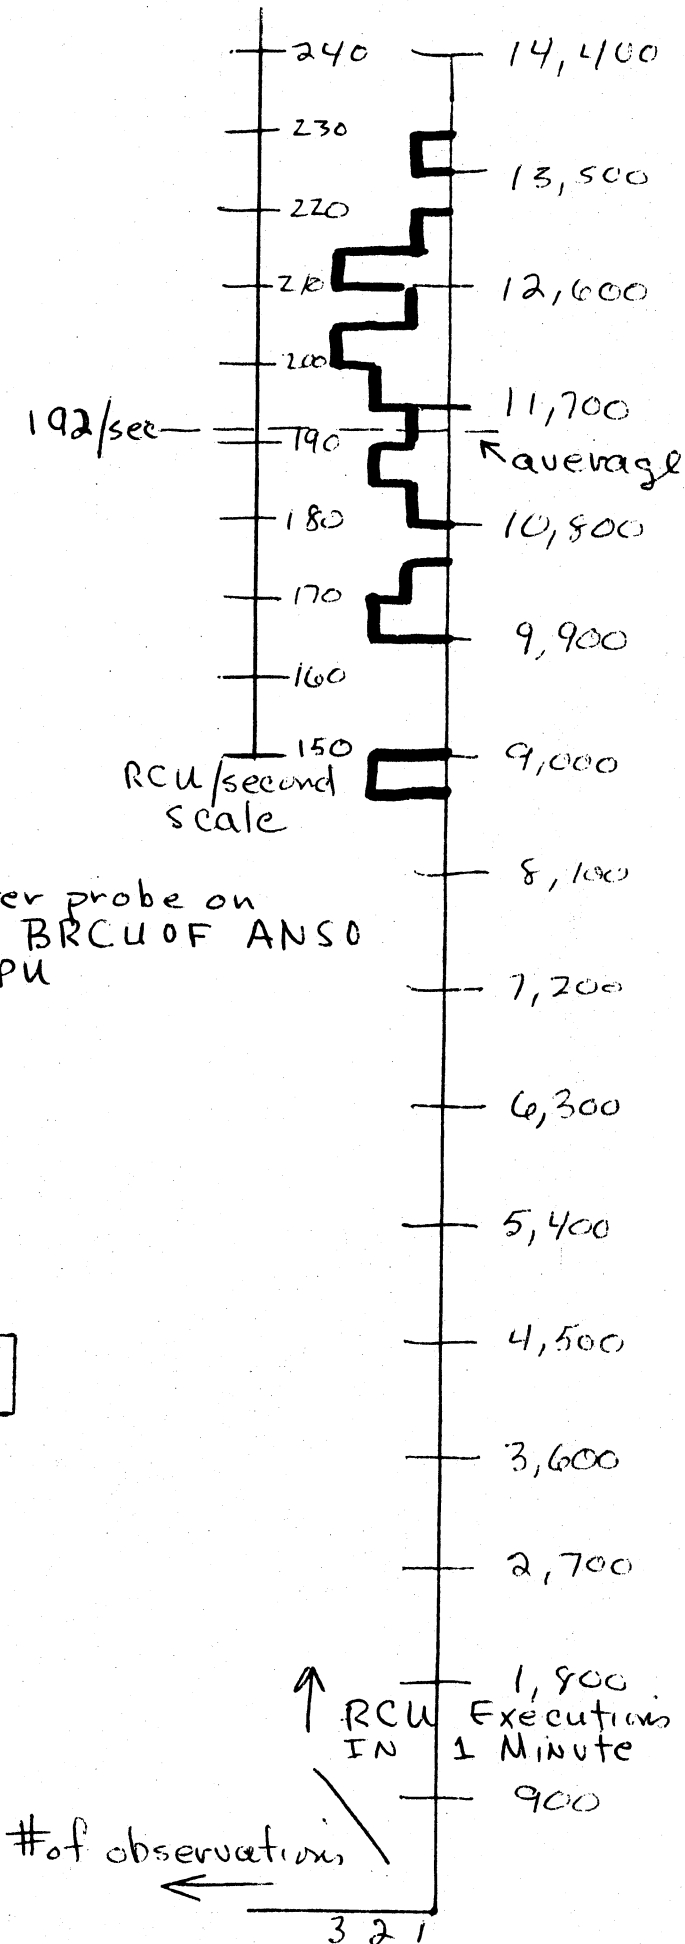 240 14,400
230
13,500
220
210 12,600
200
11,700
192/sec
190
average
180 10,800
170
9,900
160
150 9,000
RCU/second
scale
8,100
er probe on
BRCUOF ANSO
PU
7,200
6,300
5,400
4,500
3,600
2,700
1,800
RCU Executions
IN 1 Minute
900
#of observations
3 2 1